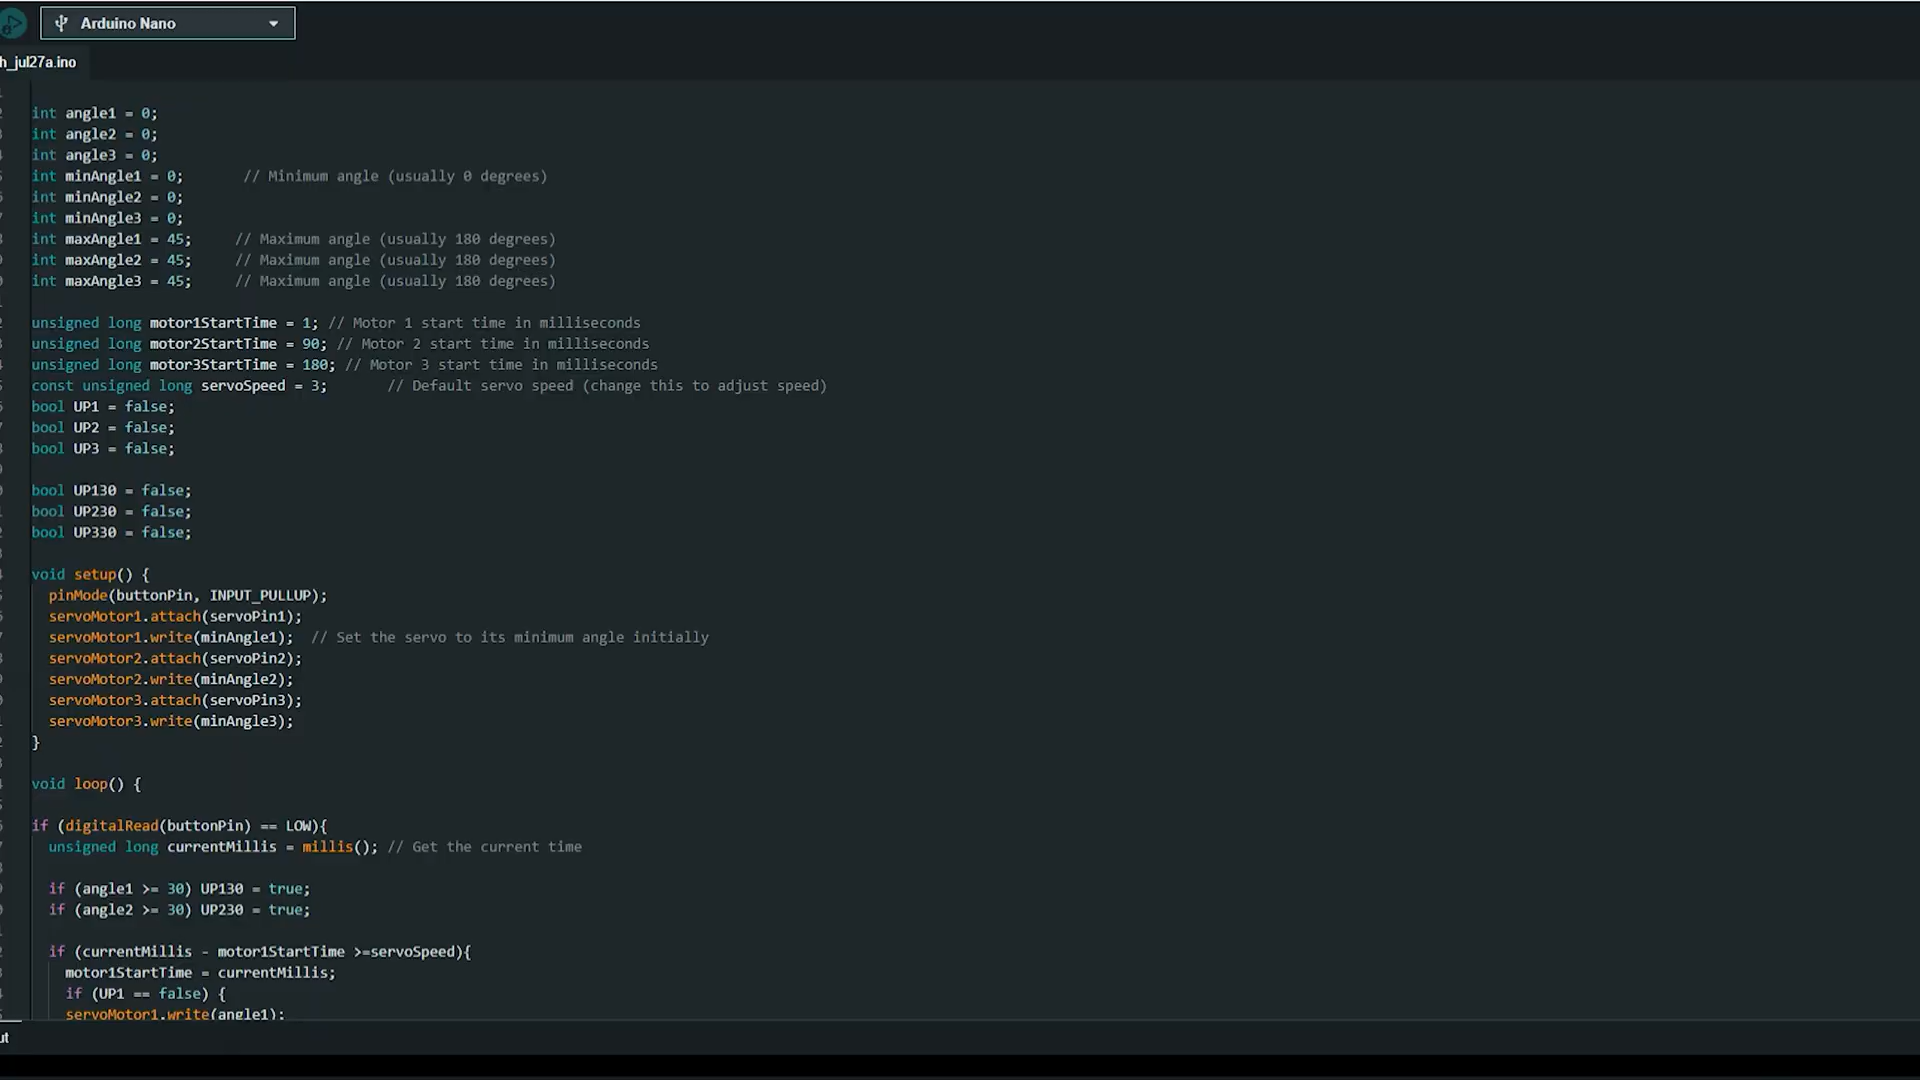 Arduino Nano
h_jul27a.ino
int angle1 = 0;
int angle2 = 0;
int angle3 = 0;
int minAngle1 = 0;       // Minimum angle (usually 0 degrees)
int minAngle2 = 0;
int minAngle3 = 0;
int maxAngle1 = 45;     // Maximum angle (usually 180 degrees)
int maxAngle2 = 45;     // Maximum angle (usually 180 degrees)
int maxAngle3 = 45;     // Maximum angle (usually 180 degrees)
unsigned long motor1StartTime = 1; // Motor 1 start time in milliseconds
unsigned long motor2StartTime = 90; // Motor 2 start time in milliseconds
unsigned long motor3StartTime = 180; // Motor 3 start time in milliseconds
const unsigned long servoSpeed = 3;       // Default servo speed (change this to adjust speed)
bool UP1 = false;
bool UP2 = false;
bool UP3 = false;
bool UP130 = false;
bool UP230 = false;
bool UP330 = false;
void setup() {
  pinMode(buttonPin, INPUT_PULLUP);
  servoMotor1.attach(servoPin1);
  servoMotor1.write(minAngle1);  // Set the servo to its minimum angle initially
  servoMotor2.attach(servoPin2);
  servoMotor2.write(minAngle2);
  servoMotor3.attach(servoPin3);
  servoMotor3.write(minAngle3);
}
void loop() {
if (digitalRead(buttonPin) == LOW){
  unsigned long currentMillis = millis(); // Get the current time
  if (angle1 >= 30) UP130 = true;
  if (angle2 >= 30) UP230 = true;
  if (currentMillis - motor1StartTime >=servoSpeed){
    motor1StartTime = currentMillis;
    if (UP1 == false) {
    servoMotor1.write(angle1);
ut